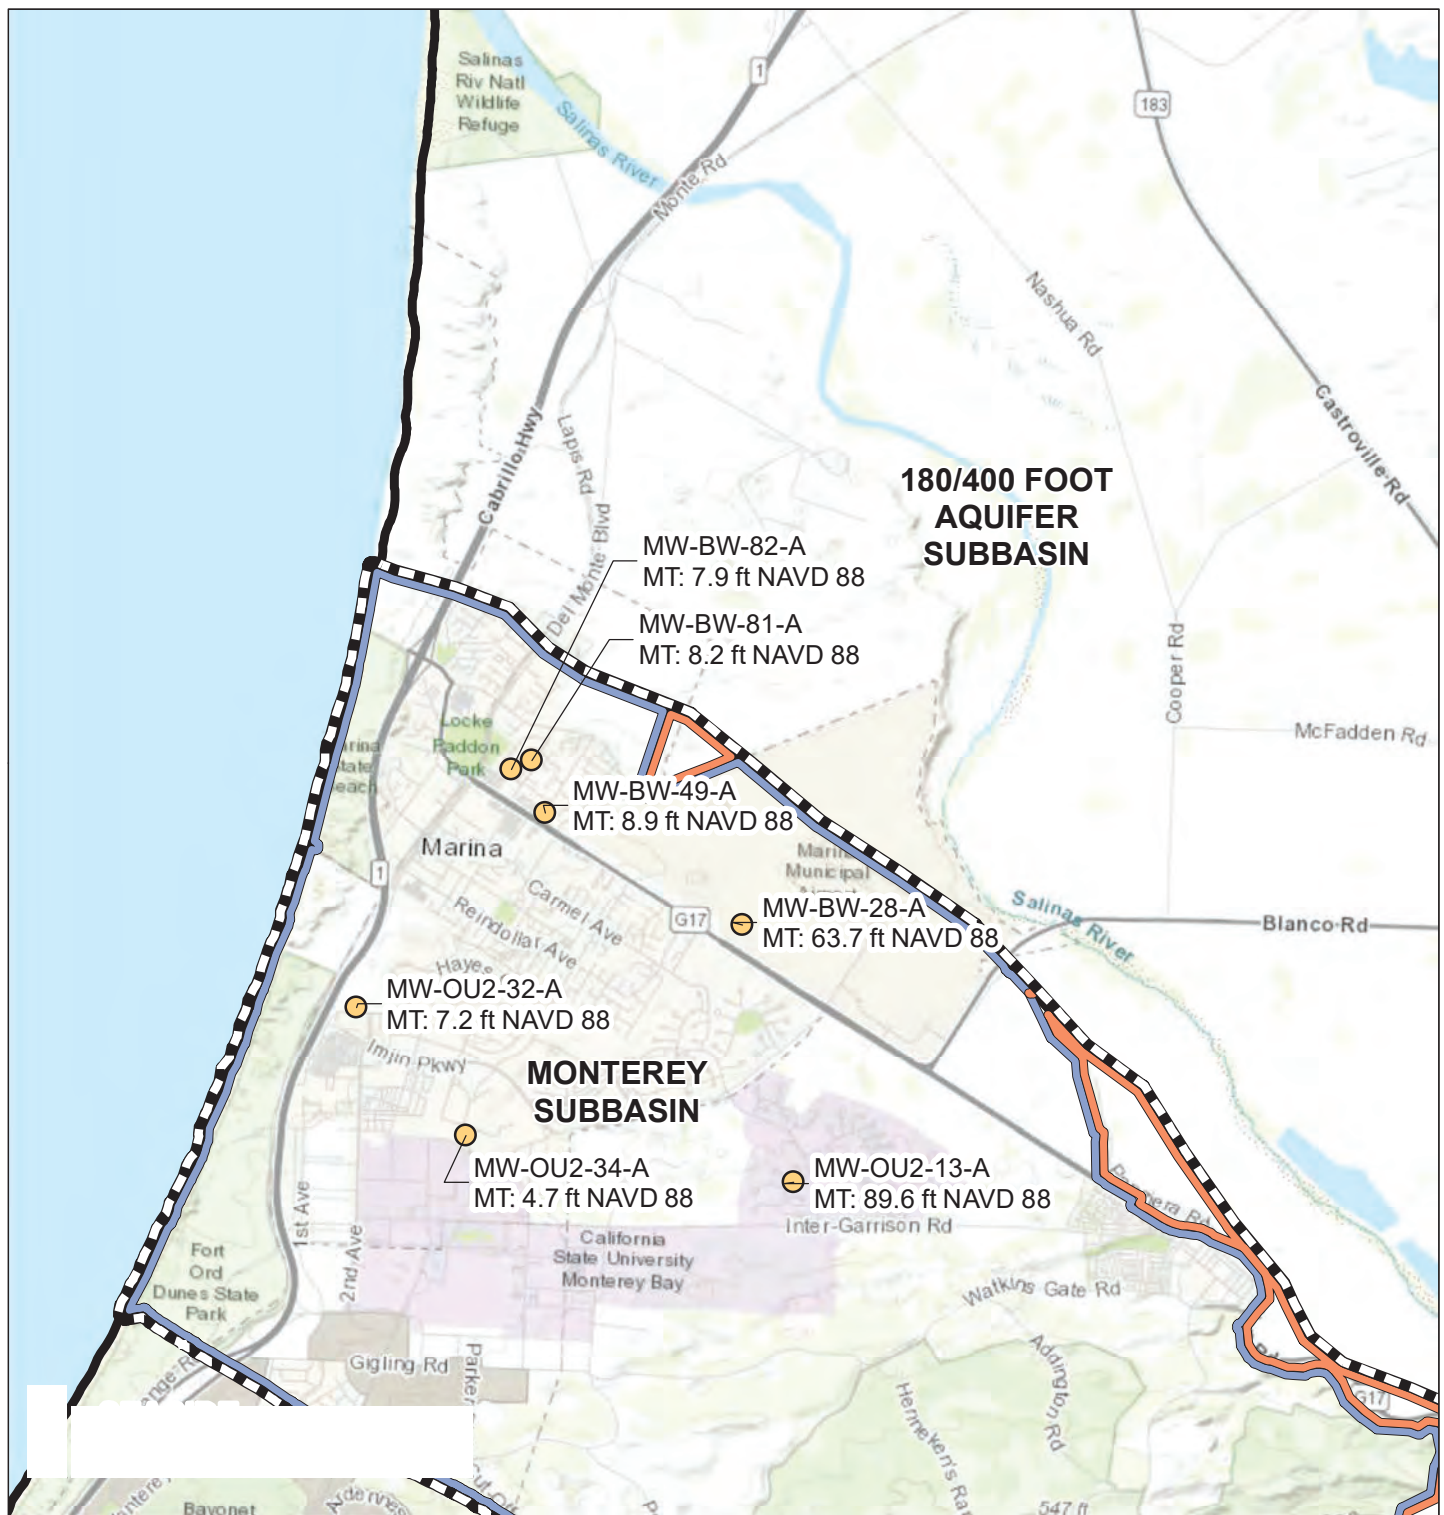 Salinas
Riv Natl
Wildlife
Refuge
Salinas River
1
Monte Rd
183
Nashua Rd
Castroville Rd
Cabrillo Hwy
Lapis Rd
Del Monte Blvd
180/400 FOOT
AQUIFER
SUBBASIN
MW-BW-82-A
MT: 7.9 ft NAVD 88
MW-BW-81-A
MT: 8.2 ft NAVD 88
Cooper Rd
McFadden Rd
Locke
Paddon
Park
MW-BW-49-A
MT: 8.9 ft NAVD 88
Marina
Municipal
1
Carmel Ave
Reindollar Ave
G17
MW-BW-28-A
MT: 63.7 ft NAVD 88
Salinas River
Blanco Rd
Hayes
MW-OU2-32-A
MT: 7.2 ft NAVD 88
Imjin Pkwy
MONTEREY
SUBBASIN
MW-OU2-34-A
MT: 4.7 ft NAVD 88
MW-OU2-13-A
MT: 89.6 ft NAVD 88
Inter-Garrison Rd
1st Ave
2nd Ave
California
State University
Monterey Bay
Fort
Ord
Dunes State
Park
Watkins Gate Rd
Addington Rd
Gigling Rd
Parker
G17
Bayonet
547 ft